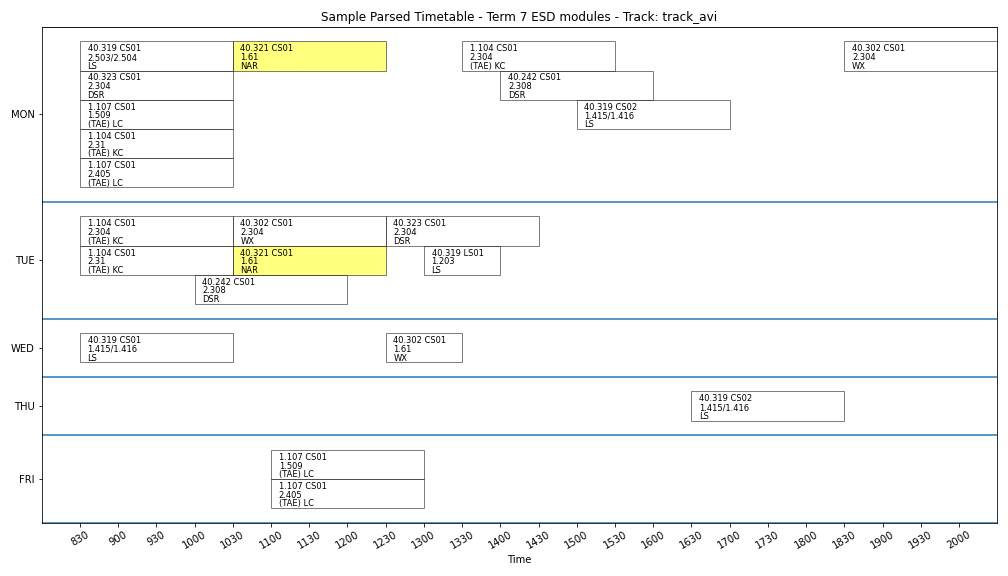 Sample Parsed Timetable - Term 7 ESD modules - Track: track_avi
MON
40.319 CS01
2.503/2.504
LS
40.321 CS01
1.61
NAR
1.104 CS01
2.304
(TAE) KC
40.302 CS01
2.304
WX
40.323 CS01
2.304
DSR
40.242 CS01
2.308
DSR
1.107 CS01
1.509
(TAE) LC
40.319 CS02
1.415/1.416
LS
1.104 CS01
2.31
(TAE) KC
1.107 CS01
2.405
(TAE) LC
TUE
1.104 CS01
2.304
(TAE) KC
40.302 CS01
2.304
WX
40.323 CS01
2.304
DSR
1.104 CS01
2.31
(TAE) KC
40.321 CS01
1.61
NAR
40.319 LS01
1.203
LS
40.242 CS01
2.308
DSR
WED
40.319 CS01
1.415/1.416
LS
40.302 CS01
1.61
WX
THU
40.319 CS02
1.415/1.416
LS
FRI
1.107 CS01
1.509
(TAE) LC
1.107 CS01
2.405
(TAE) LC
830 900 930 1000 1030 1100 1130 1200 1230 1300 1330 1400 1430 1500 1530 1600 1630 1700 1730 1800 1830 1900 1930 2000
Time